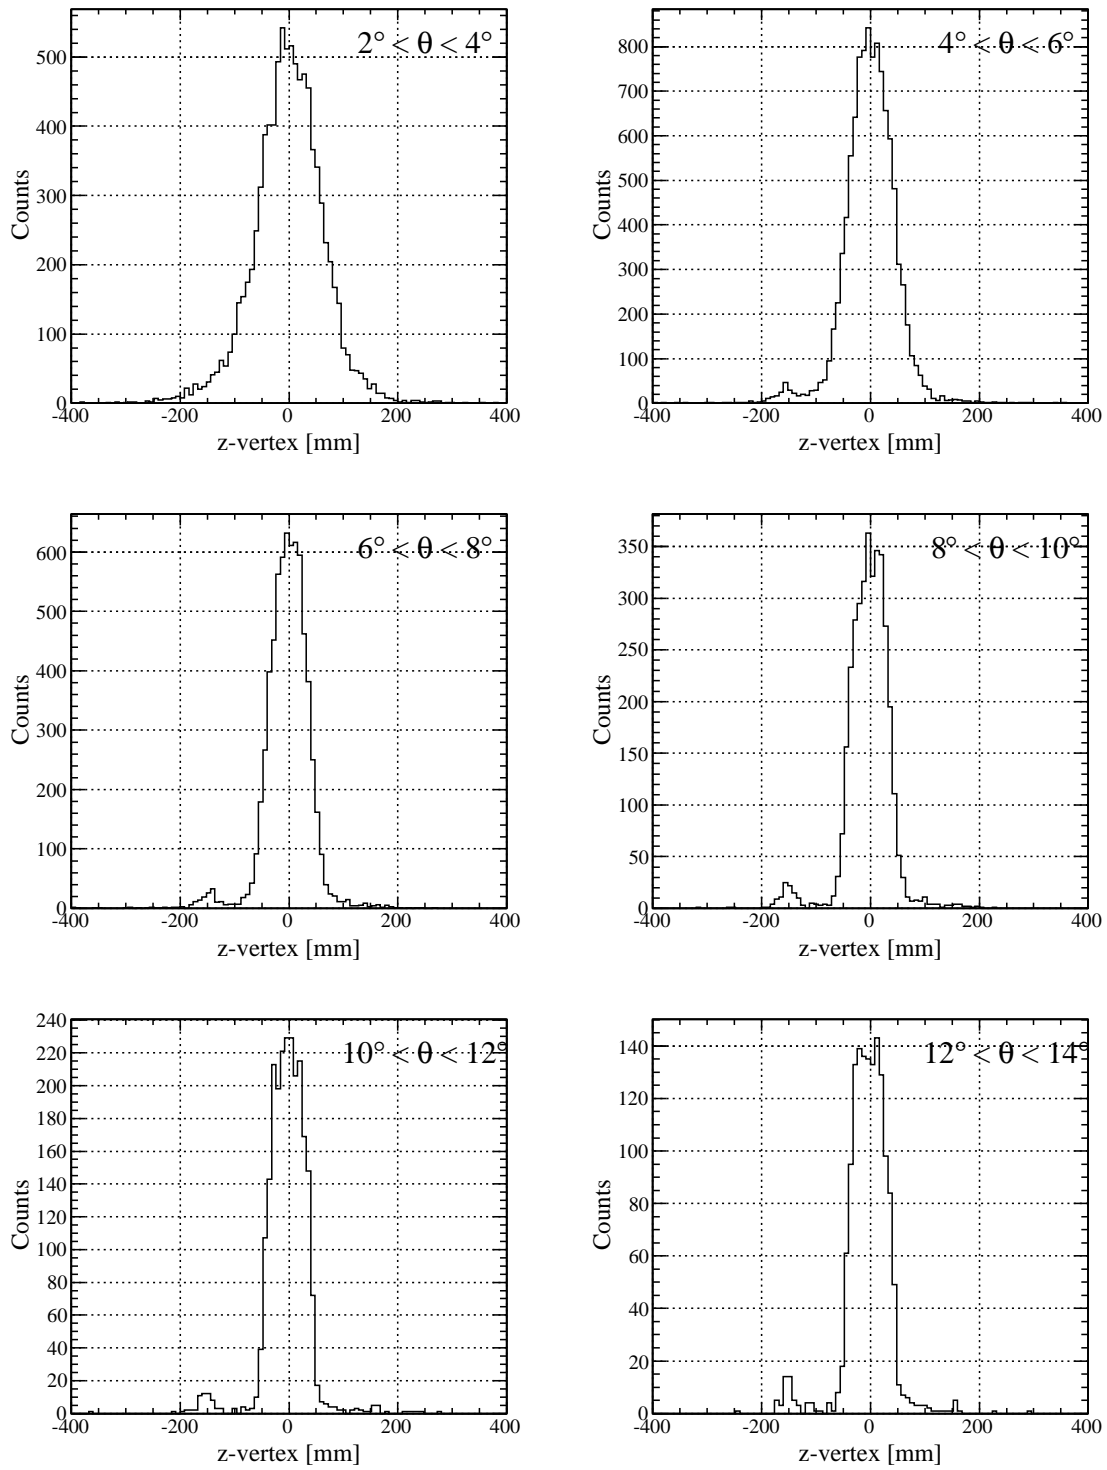 2° < θ < 4°
Counts
500
400
300
200
100
0
-400 -200 0 200 400
z-vertex [mm]
4° < θ < 6°
Counts
800
700
600
500
400
300
200
100
0
-400 -200 0 200 400
z-vertex [mm]
6° < θ < 8°
Counts
600
500
400
300
200
100
0
-400 -200 0 200 400
z-vertex [mm]
8° < θ < 10°
Counts
350
300
250
200
150
100
50
0
-400 -200 0 200 400
z-vertex [mm]
10° < θ < 12°
Counts
240
220
200
180
160
140
120
100
80
60
40
20
0
-400 -200 0 200 400
z-vertex [mm]
12° < θ < 14°
Counts
140
120
100
80
60
40
20
0
-400 -200 0 200 400
z-vertex [mm]